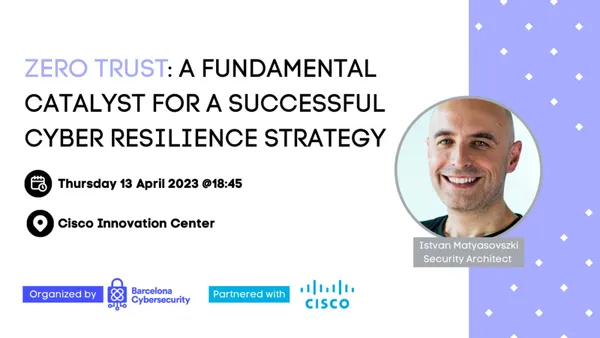 ZERO TRUST: A FUNDAMENTAL
CATALYST FOR A SUCCESSFUL
CYBER RESILIENCE STRATEGY
Thursday 13 April 2023 @18:45
Cisco Innovation Center
Istvan Matyasovszki
Security Architect
Organized by
Barcelona
Cybersecurity
Partnered with
CISCO